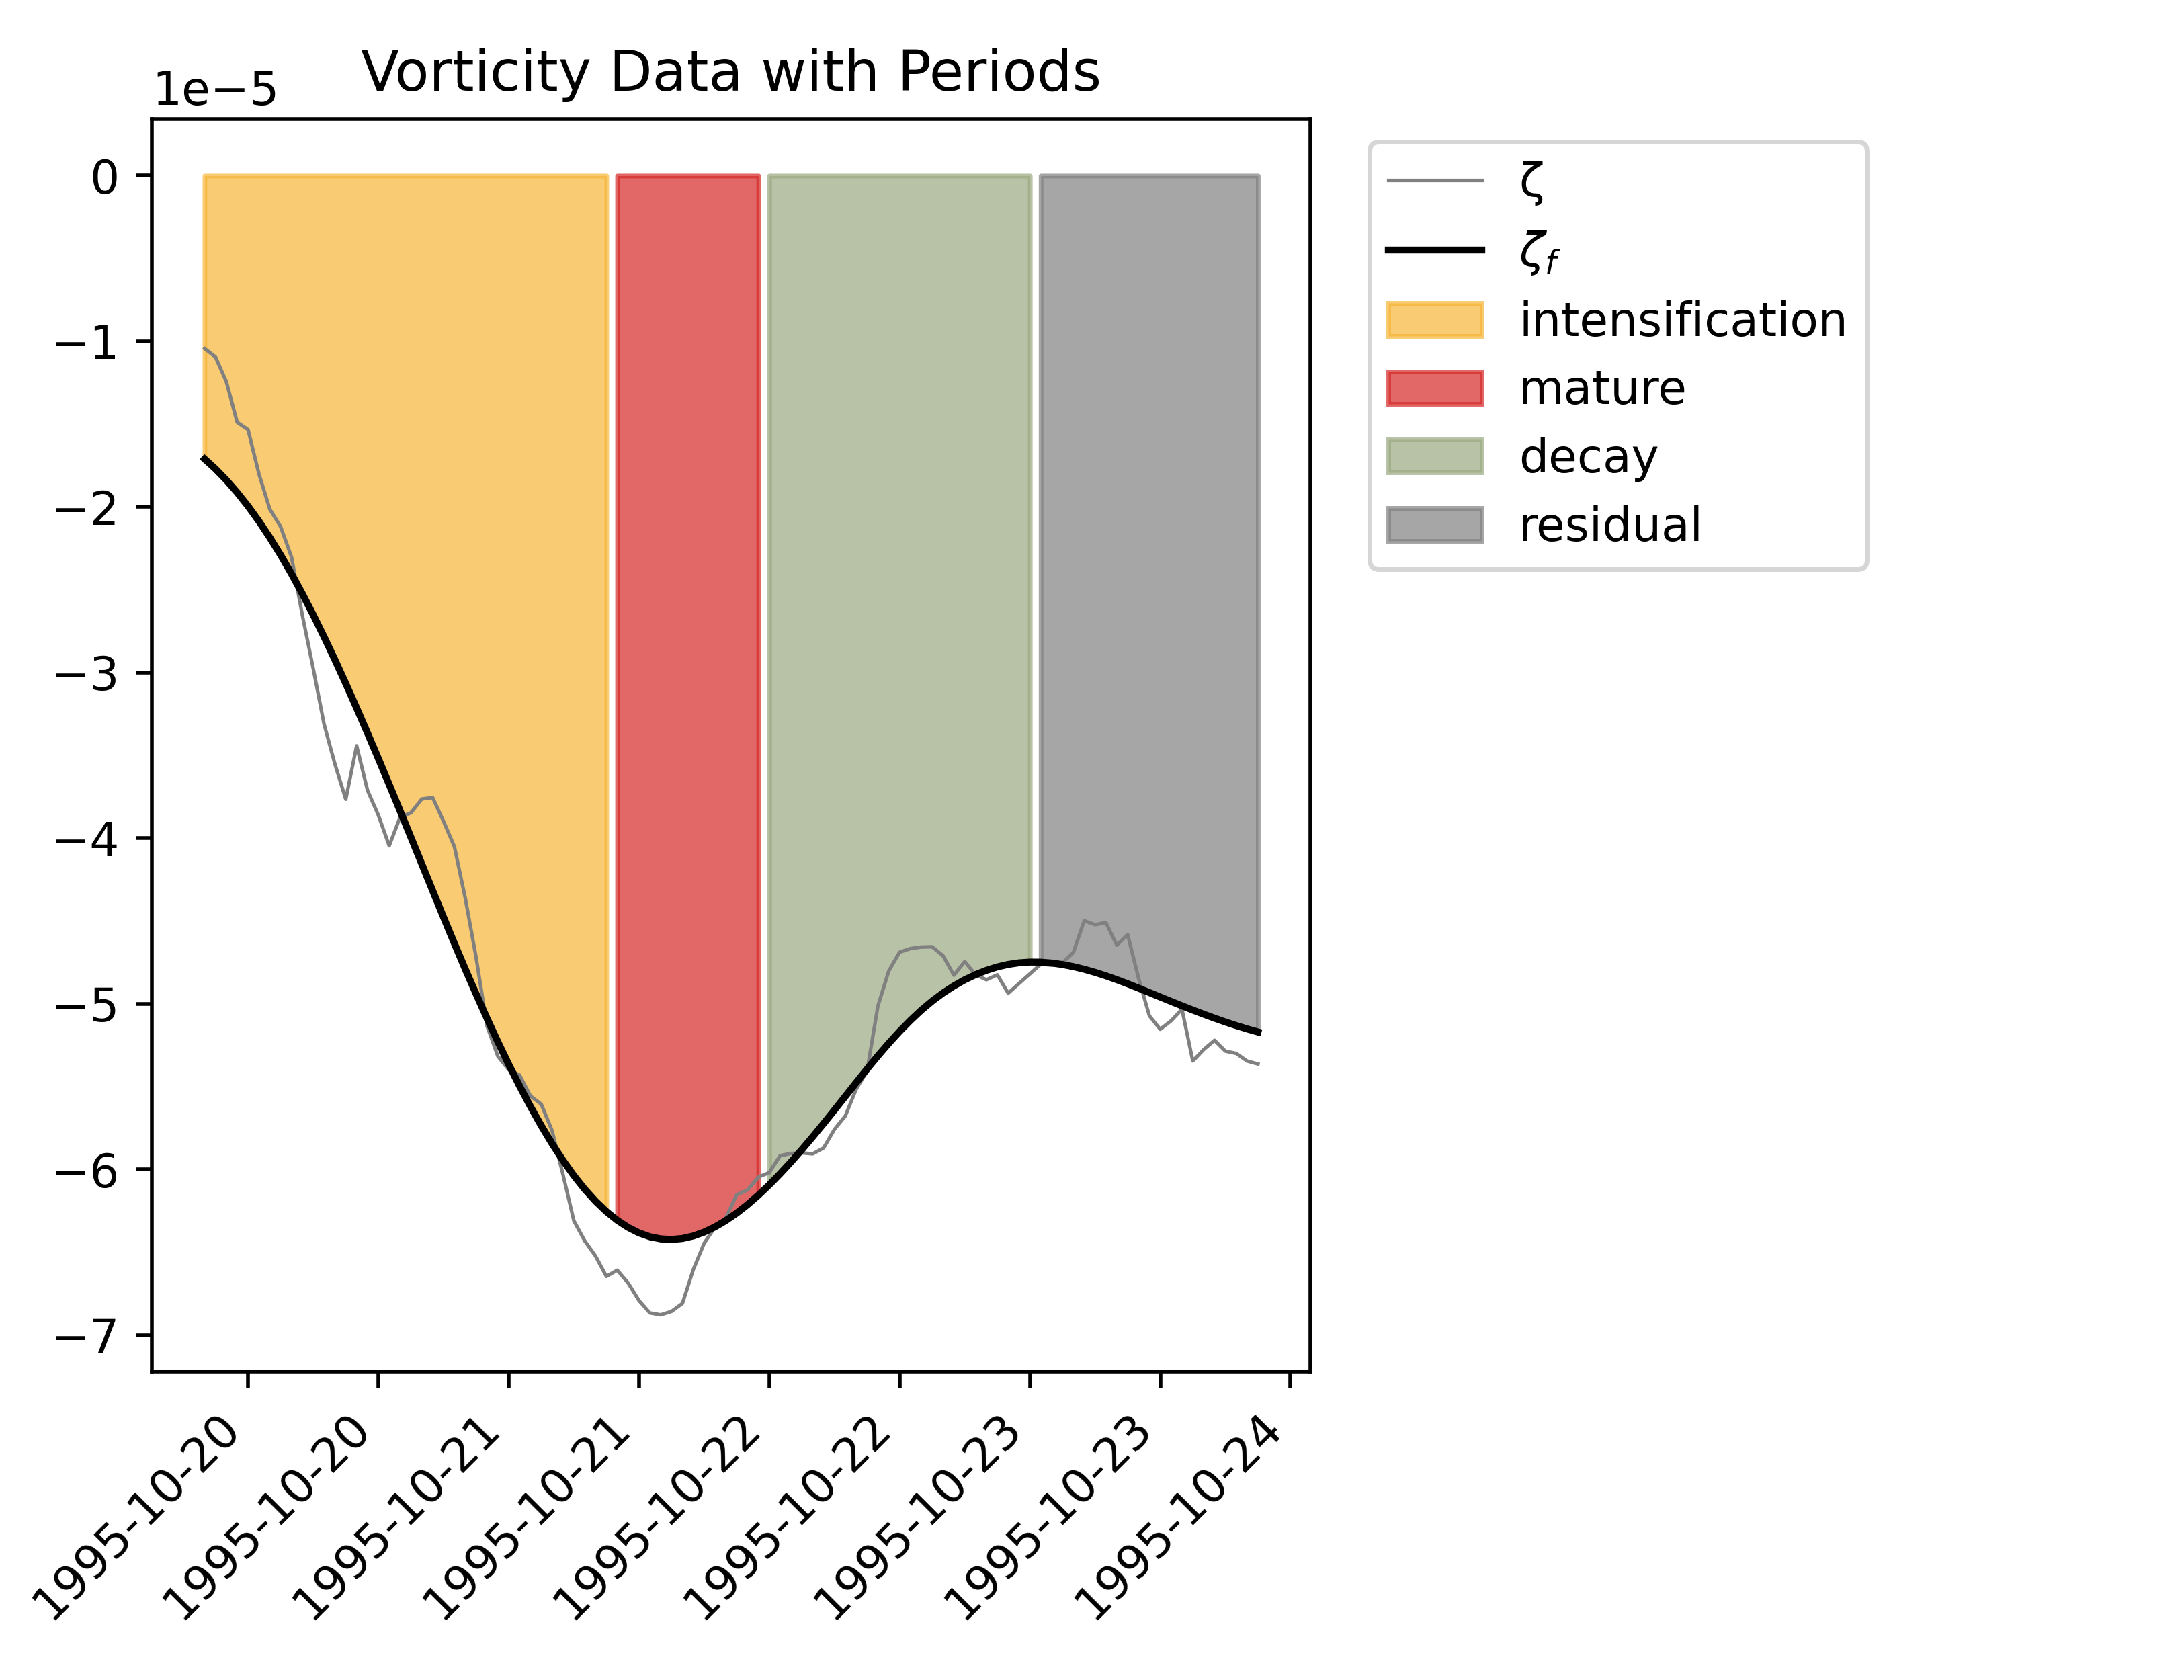 Vorticity Data with Periods
1e−5
0
−1
−2
−3
−4
−5
−6
−7
1995-10-20
1995-10-20
1995-10-21
1995-10-21
1995-10-22
1995-10-22
1995-10-23
1995-10-23
1995-10-24
ζ
ζf
intensification
mature
decay
residual